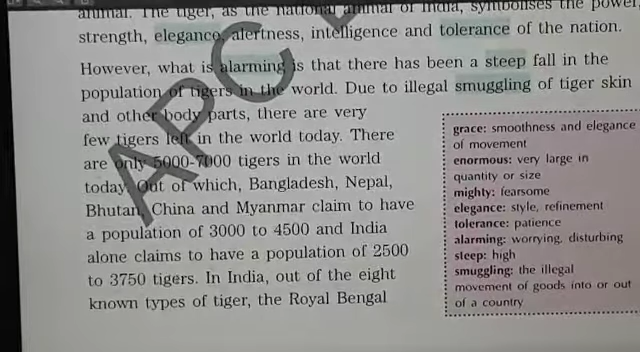 animal. The tiger, as the national animal of India, symbolises the power,
strength, elegance, alertness, intelligence and tolerance of the nation.
However, what is alarming is that there has been a steep fall in the
population of tigers in the world. Due to illegal smuggling of tiger skin
and other body parts, there are very
few tigers left in the world today. There
are only 5000-7000 tigers in the world
today. Out of which, Bangladesh, Nepal,
Bhutan, China and Myanmar claim to have
a population of 3000 to 4500 and India
alone claims to have a population of 2500
to 3750 tigers. In India, out of the eight
known types of tiger, the Royal Bengal
grace: smoothness and elegance
of movement
enormous: very large in
quantity or size
mighty: fearsome
elegance: style, refinement
tolerance: patience
alarming: worrying, disturbing
steep: high
smuggling: the illegal
movement of goods into or out
of a country
APC